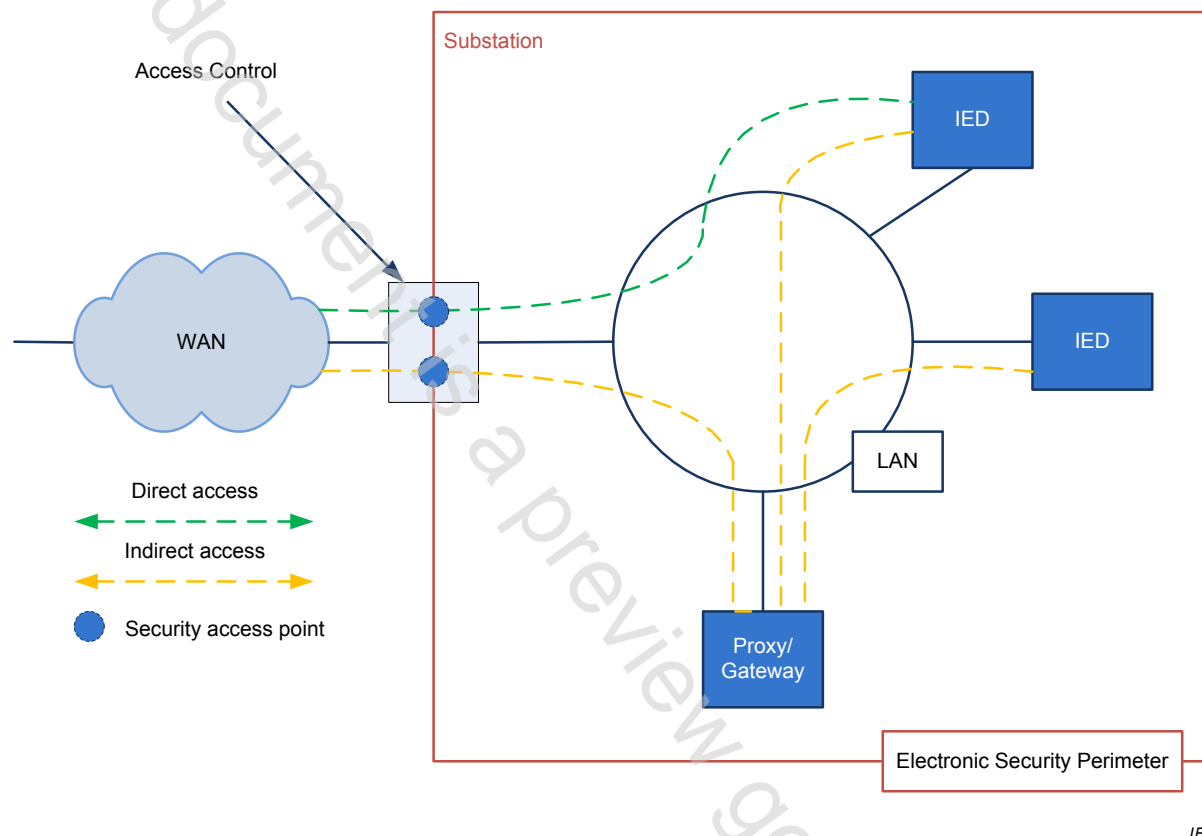 Substation
Access Control
IED
WAN
IED
LAN
Direct access
Indirect access
Security access point
Proxy/
Gateway
Electronic Security Perimeter
document is a preview